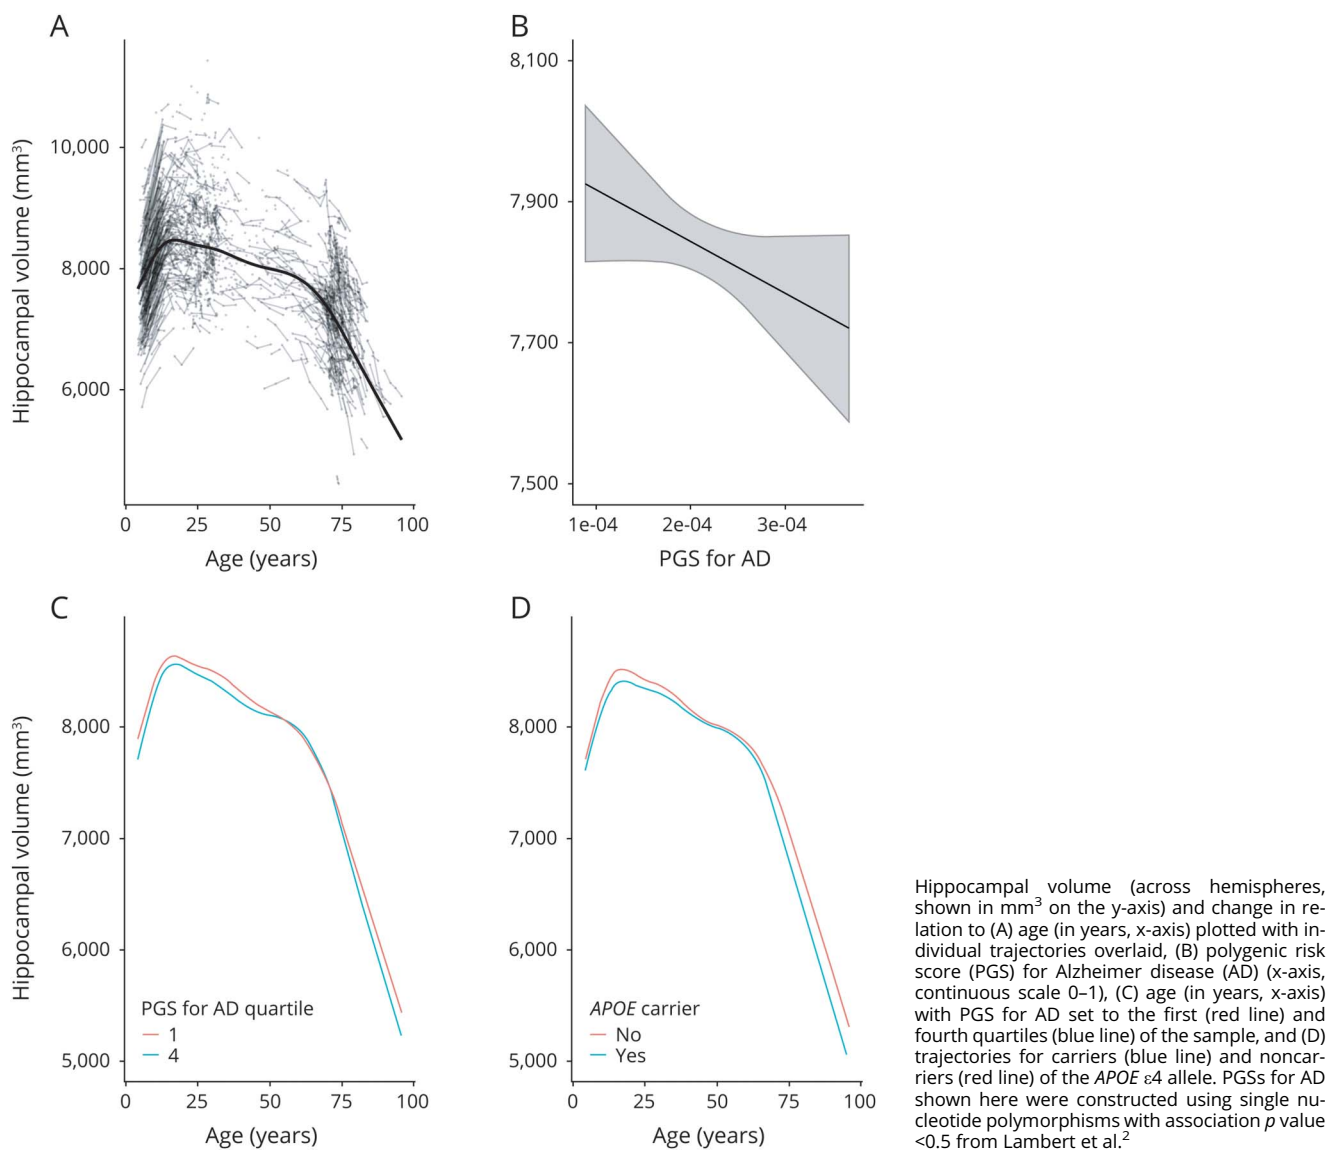 A
Hippocampal volume (mm³)
10,000
8,000
6,000
0 25 50 75 100
Age (years)
B
8,100
7,900
7,700
7,500
1e-04 2e-04 3e-04
PGS for AD
C
Hippocampal volume (mm³)
8,000
7,000
6,000
5,000
PGS for AD quartile
1
4
0 25 50 75 100
Age (years)
D
8,000
7,000
6,000
5,000
APOE carrier
No
Yes
0 25 50 75 100
Age (years)
Hippocampal volume (across hemispheres,
shown in mm³ on the y-axis) and change in re-
lation to (A) age (in years, x-axis) plotted with in-
dividual trajectories overlaid, (B) polygenic risk
score (PGS) for Alzheimer disease (AD) (x-axis,
continuous scale 0–1), (C) age (in years, x-axis)
with PGS for AD set to the first (red line) and
fourth quartiles (blue line) of the sample, and (D)
trajectories for carriers (blue line) and noncar-
riers (red line) of the APOE ε4 allele. PGSs for AD
shown here were constructed using single nu-
cleotide polymorphisms with association p value
<0.5 from Lambert et al.²